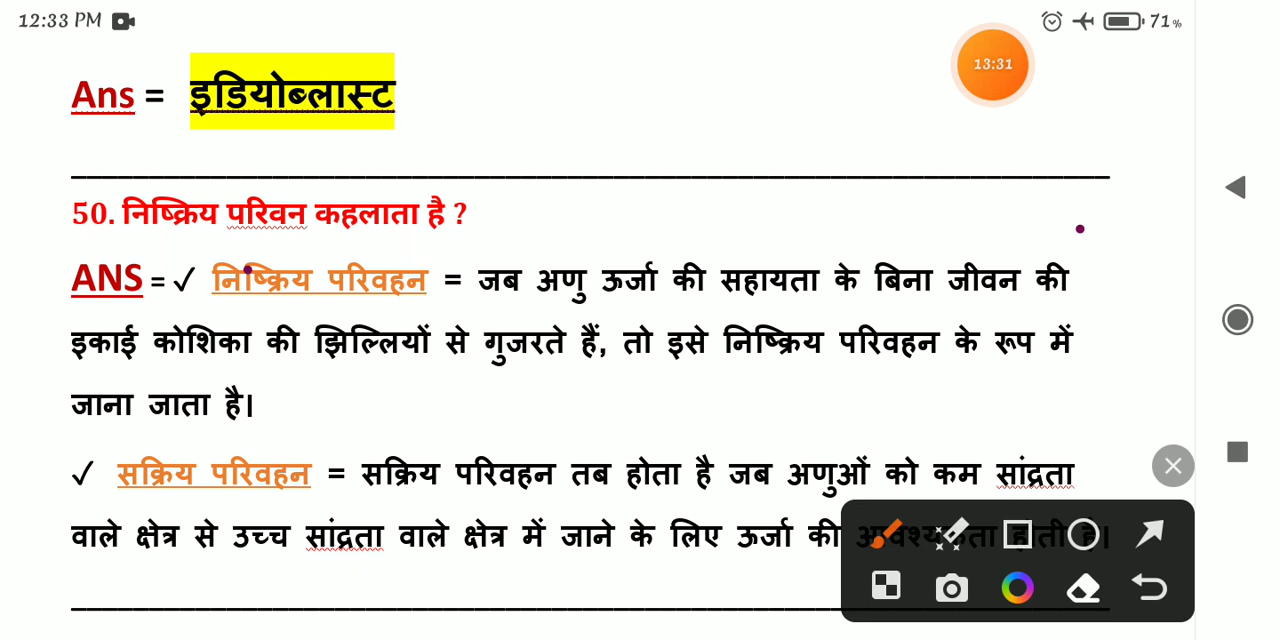 12:33 PM
71%
13:31
Ans = इडियोब्लास्ट
50. निष्क्रिय परिवन कहलाता है ?
ANS = ✓ निष्क्रिय परिवहन = जब अणु ऊर्जा की सहायता के बिना जीवन की
इकाई कोशिका की झिल्लियों से गुजरते हैं, तो इसे निष्क्रिय परिवहन के रूप में
जाना जाता है।
✓ सक्रिय परिवहन = सक्रिय परिवहन तब होता है जब अणुओं को कम सांद्रता
वाले क्षेत्र से उच्च सांद्रता वाले क्षेत्र में जाने के लिए ऊर्जा की आवश्यकता होती है।